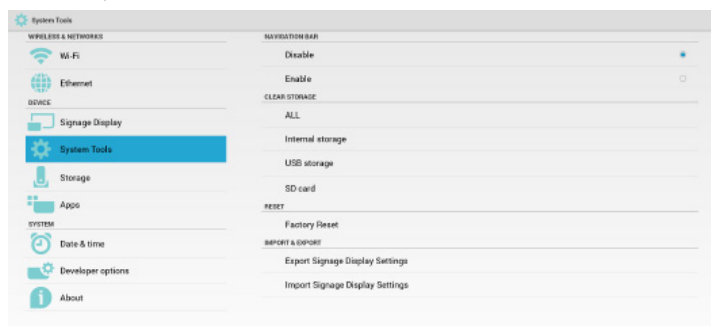 System Tools
WIRELESS & NETWORKS
Wi-Fi
Ethernet
DEVICE
Signage Display
System Tools
Storage
Apps
SYSTEM
Date & time
Developer options
About
NAVIGATION BAR
Disable
Enable
CLEAR STORAGE
ALL
Internal storage
USB storage
SD card
RESET
Factory Reset
IMPORT & EXPORT
Export Signage Display Settings
Import Signage Display Settings